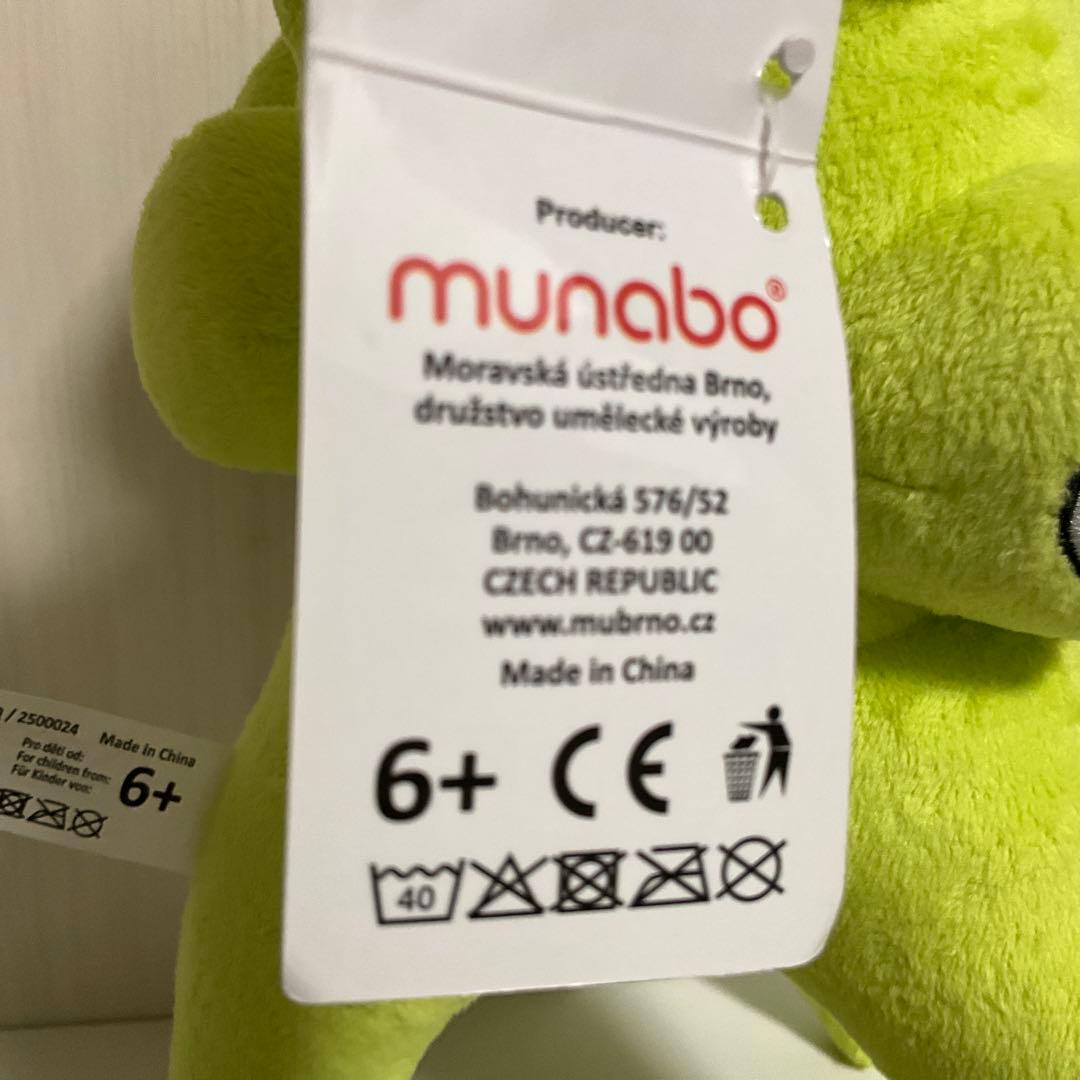 Producer:
munabo®
Moravská ústředna Brno,
družstvo umělecké výroby
Bohunická 576/52
Brno, CZ-619 00
CZECH REPUBLIC
www.mubrno.cz
Made in China
6+ CE
40
/ 2500024 Made in China
Pro děti od:
For children from:
Für Kinder von:
6+